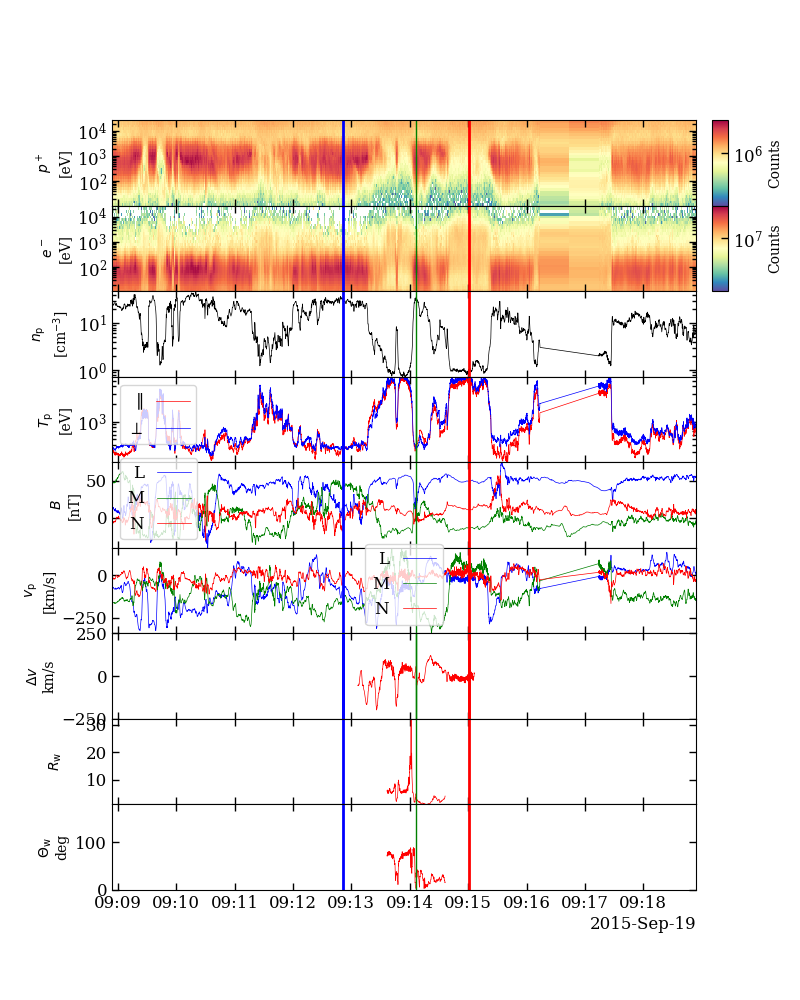 10⁴
10³
10²
p⁺
[eV]
10⁶
Counts
10⁴
10³
10²
e⁻
[eV]
10⁷
Counts
10¹
10⁰
nₚ
[cm⁻³]
10³
Tₚ
[eV]
∥
⊥
50
0
B
[nT]
L
M
N
0
−250
vₚ
[km/s]
L
M
N
250
0
−250
Δv
km/s
30
20
10
R_w
100
0
Θ_w
deg
09:09 09:10 09:11 09:12 09:13 09:14 09:15 09:16 09:17 09:18
2015-Sep-19